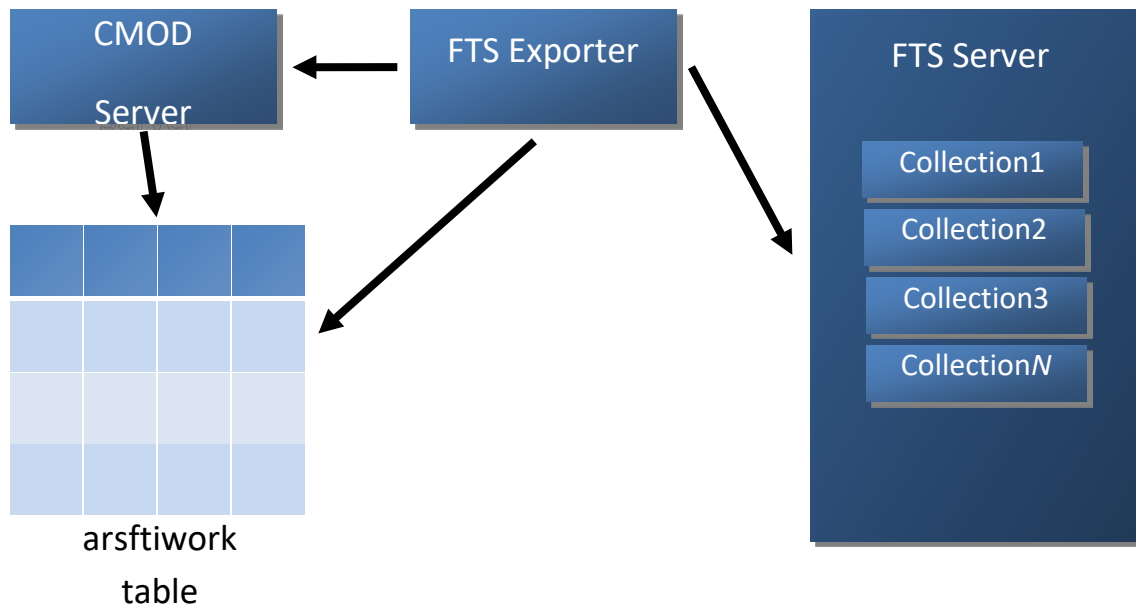 CMOD
Server
FTS Exporter
FTS Server
Collection1
Collection2
Collection3
CollectionN
arsftiwork
table